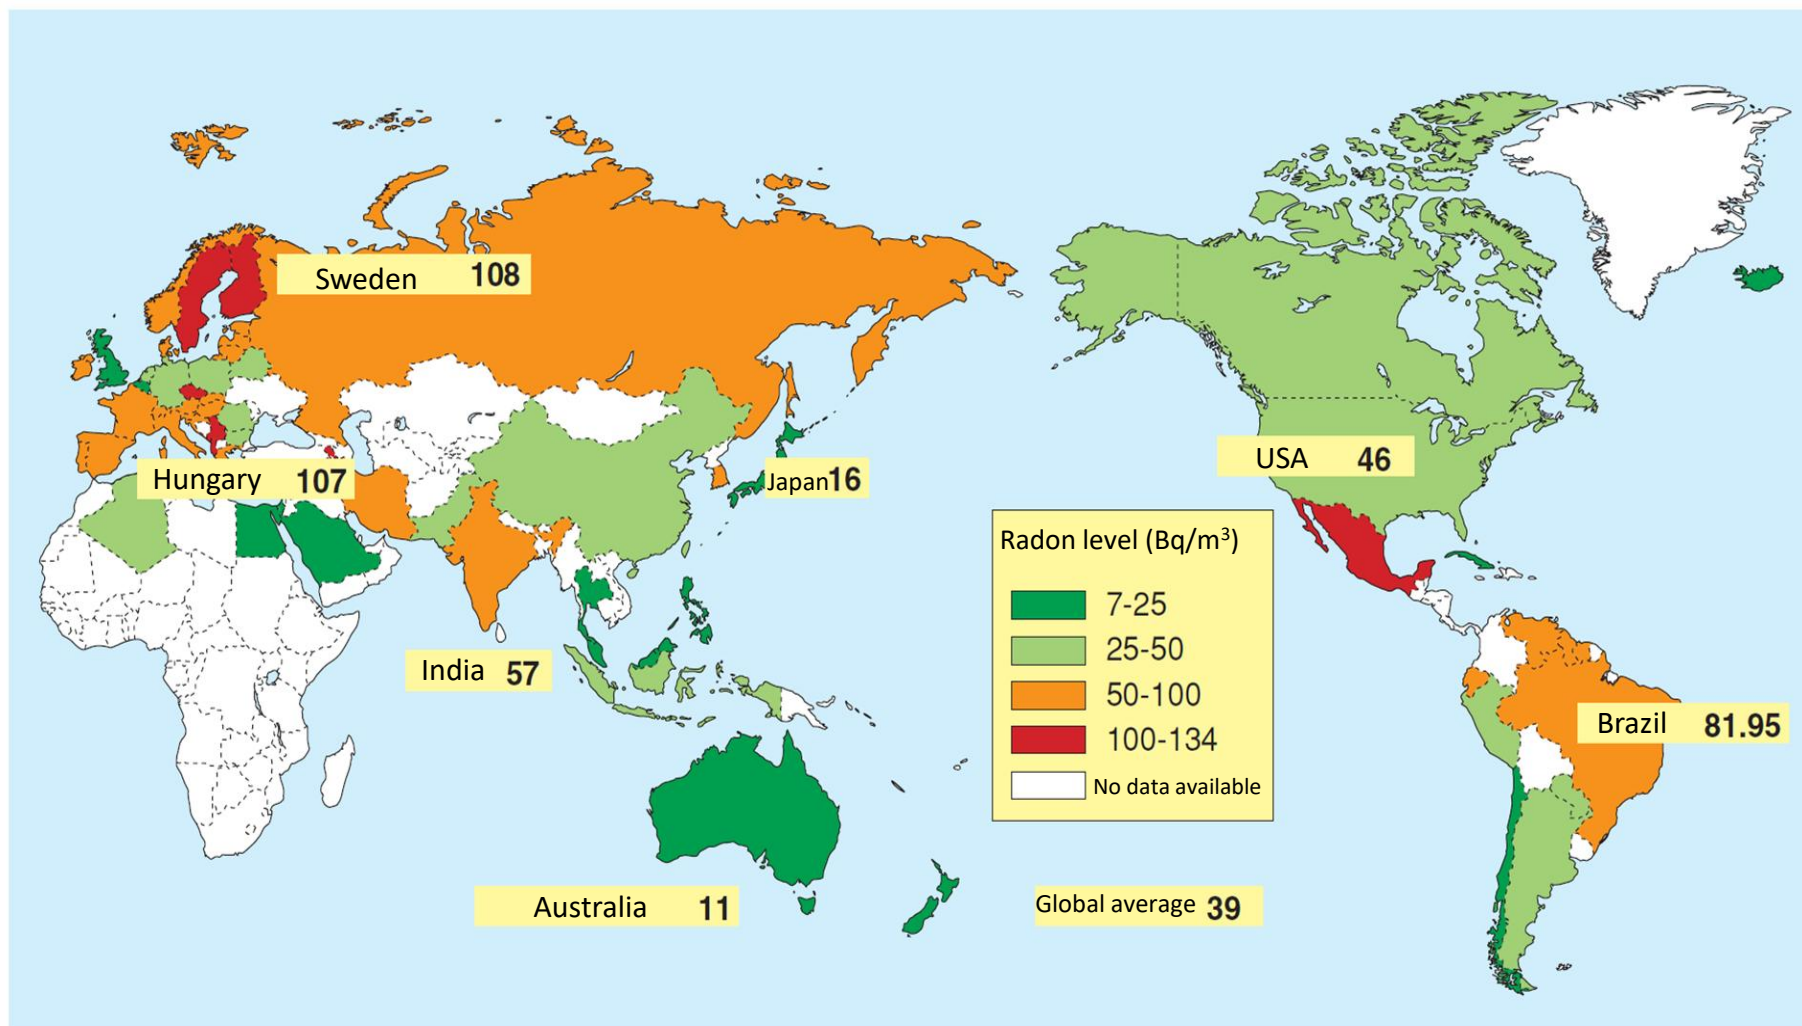 Sweden 108
Hungary 107
Japan16
USA 46
Radon level (Bq/m³)
7-25
25-50
50-100
100-134
No data available
India 57
Brazil 81.95
Australia 11
Global average 39